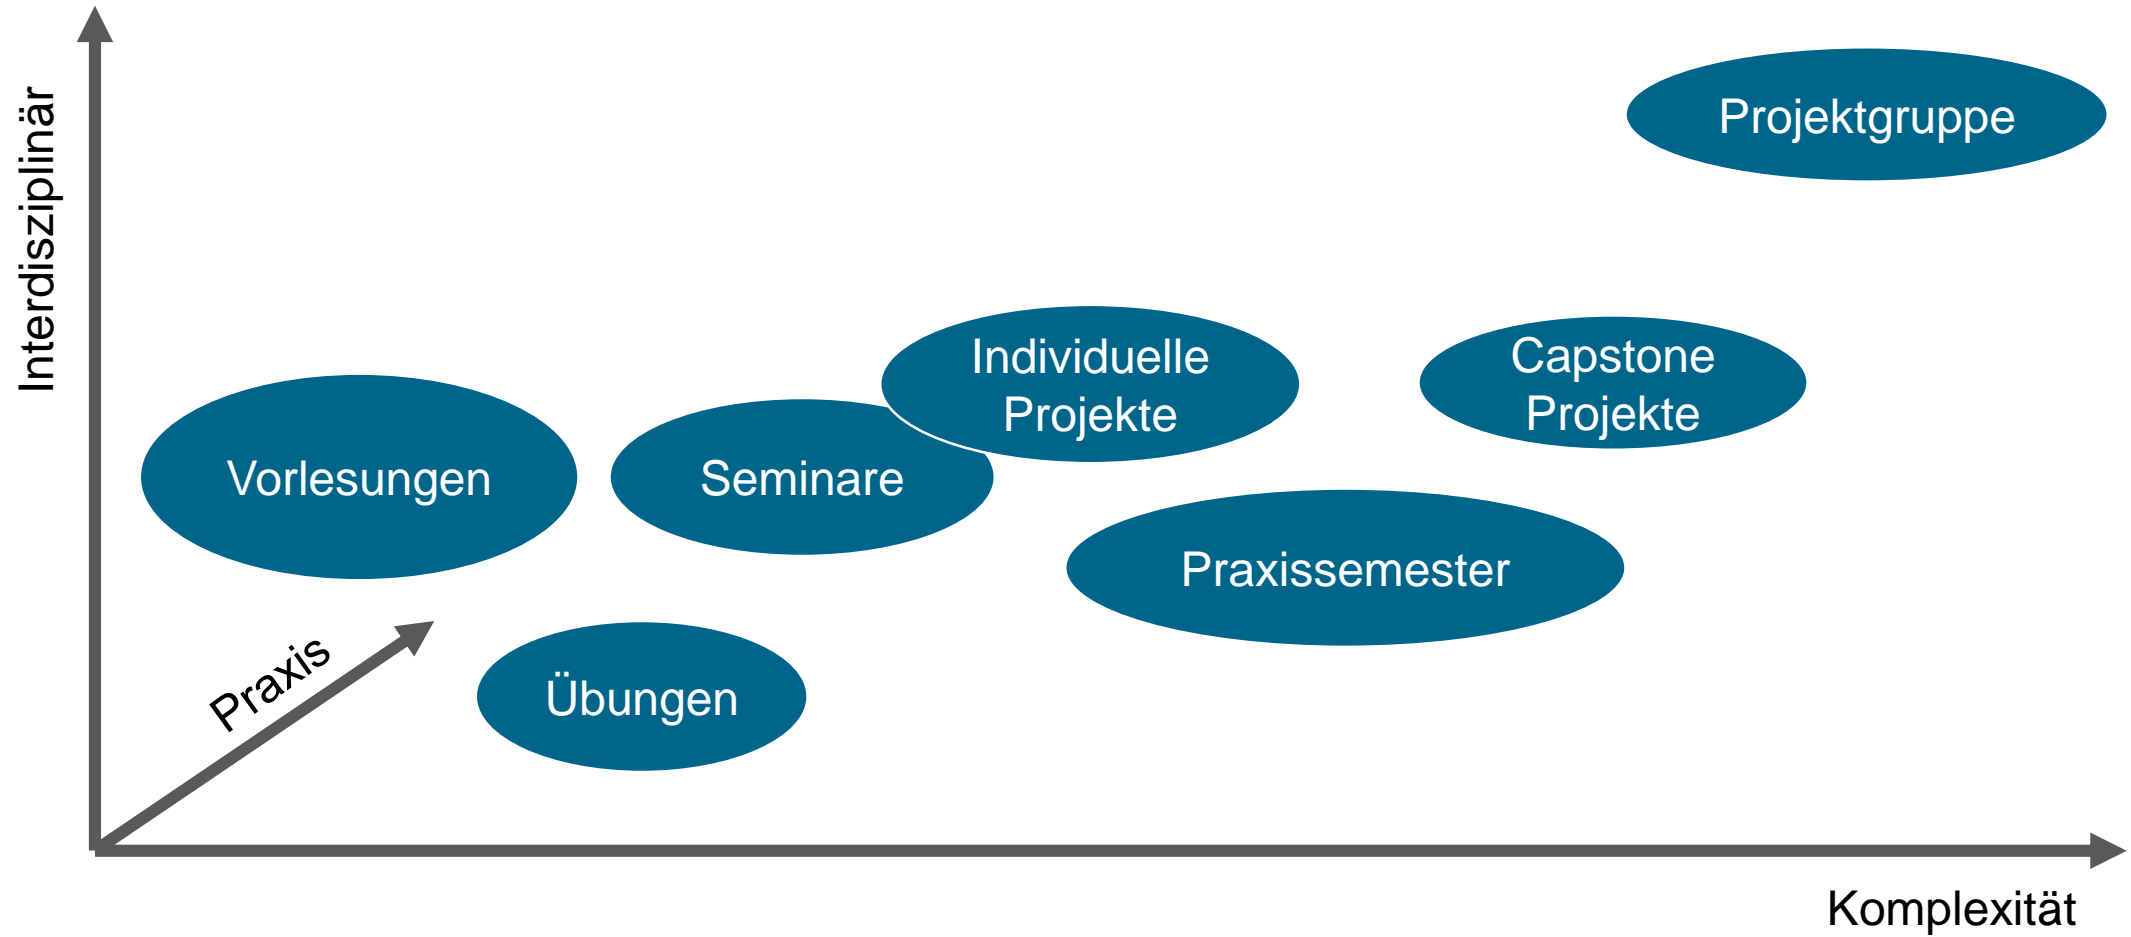 Interdisziplinär
Projektgruppe
Individuelle
Projekte
Capstone
Projekte
Vorlesungen
Seminare
Praxissemester
Praxis
Übungen
Komplexität